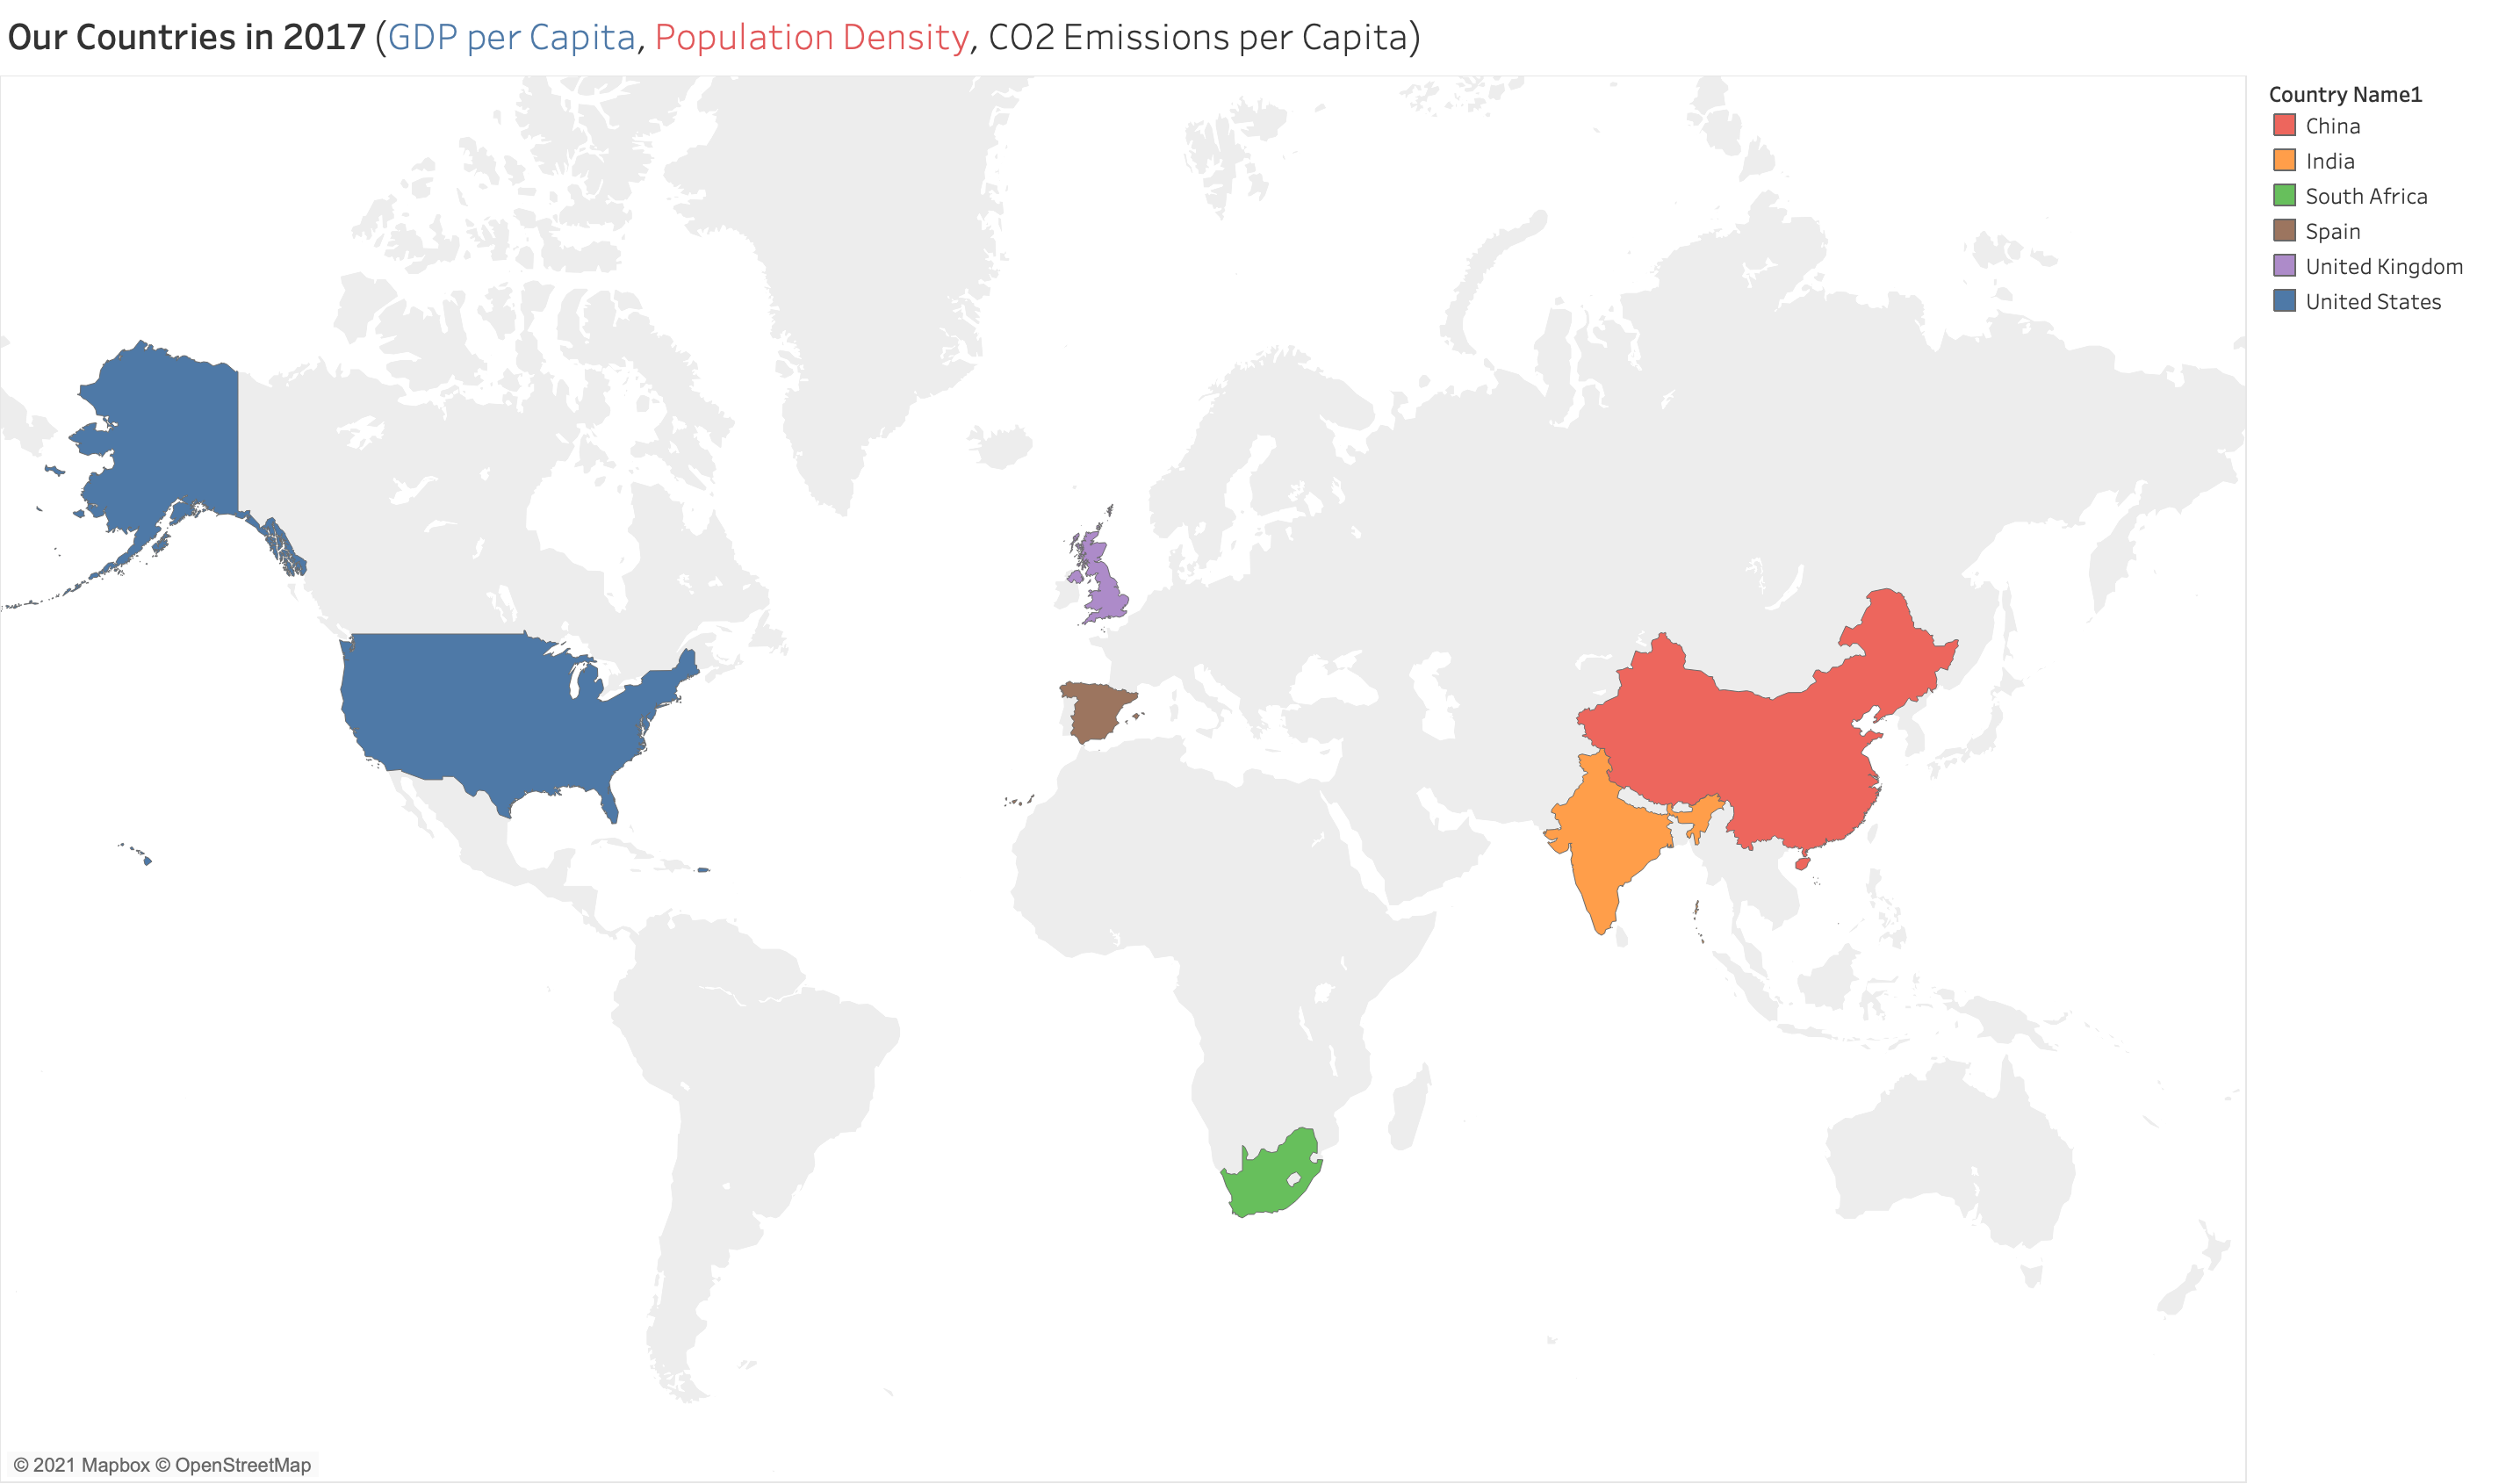 Our Countries in 2017 (GDP per Capita, Population Density, CO2 Emissions per Capita)
Country Name1
China
India
South Africa
Spain
United Kingdom
United States
© 2021 Mapbox © OpenStreetMap